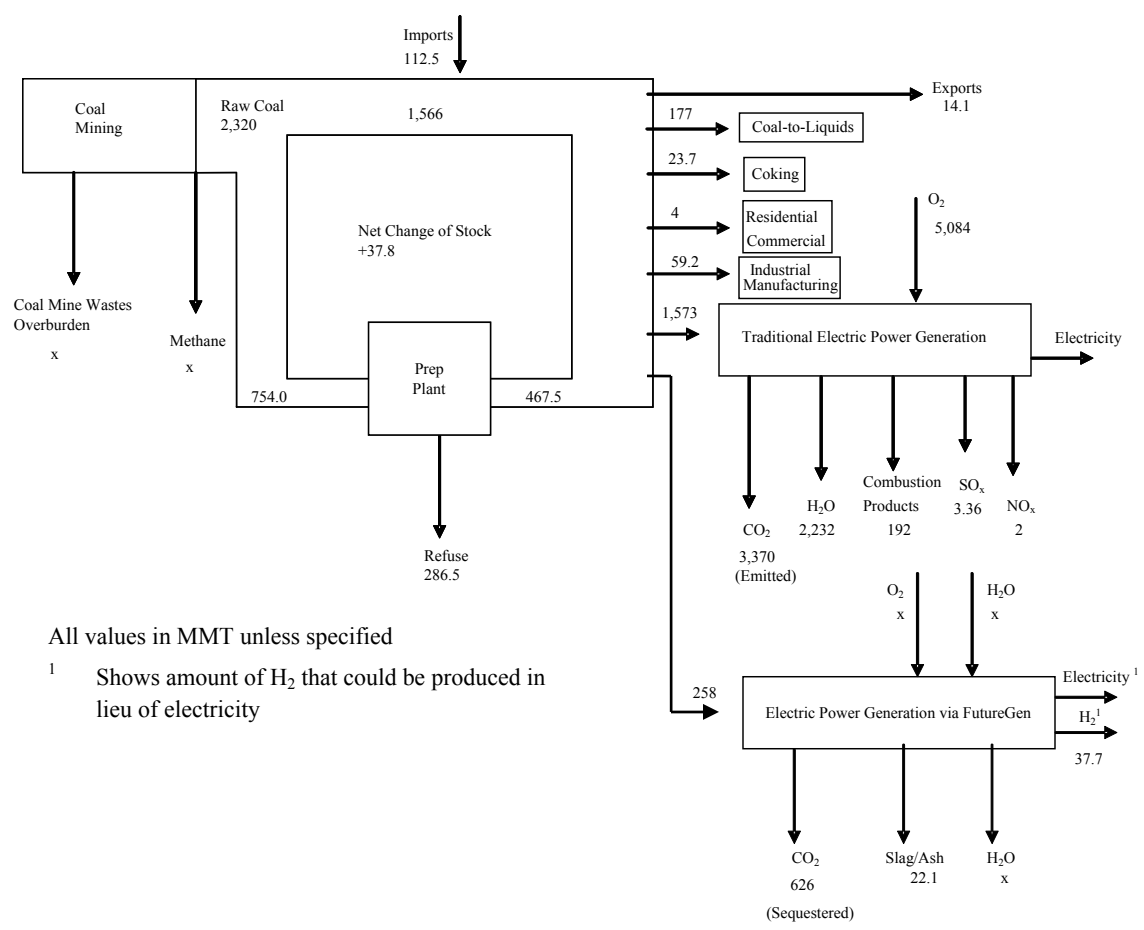 Imports
112.5
Coal
Mining
Raw Coal
2,320
1,566
Exports
14.1
177
Coal-to-Liquids
23.7
Coking
4
Residential
Commercial
59.2
Industrial
Manufacturing
O₂
5,084
Net Change of Stock
+37.8
1,573
Traditional Electric Power Generation
Electricity
Coal Mine Wastes
Overburden
x
Methane
x
Prep
Plant
754.0
467.5
Refuse
286.5
CO₂
3,370
(Emitted)
H₂O
2,232
Combustion
Products
192
SOₓ
3.36
NOₓ
2
O₂
x
H₂O
x
All values in MMT unless specified
¹ Shows amount of H₂ that could be produced in
lieu of electricity
258
Electric Power Generation via FutureGen
Electricity ¹
H₂¹
37.7
CO₂
626
(Sequestered)
Slag/Ash
22.1
H₂O
x